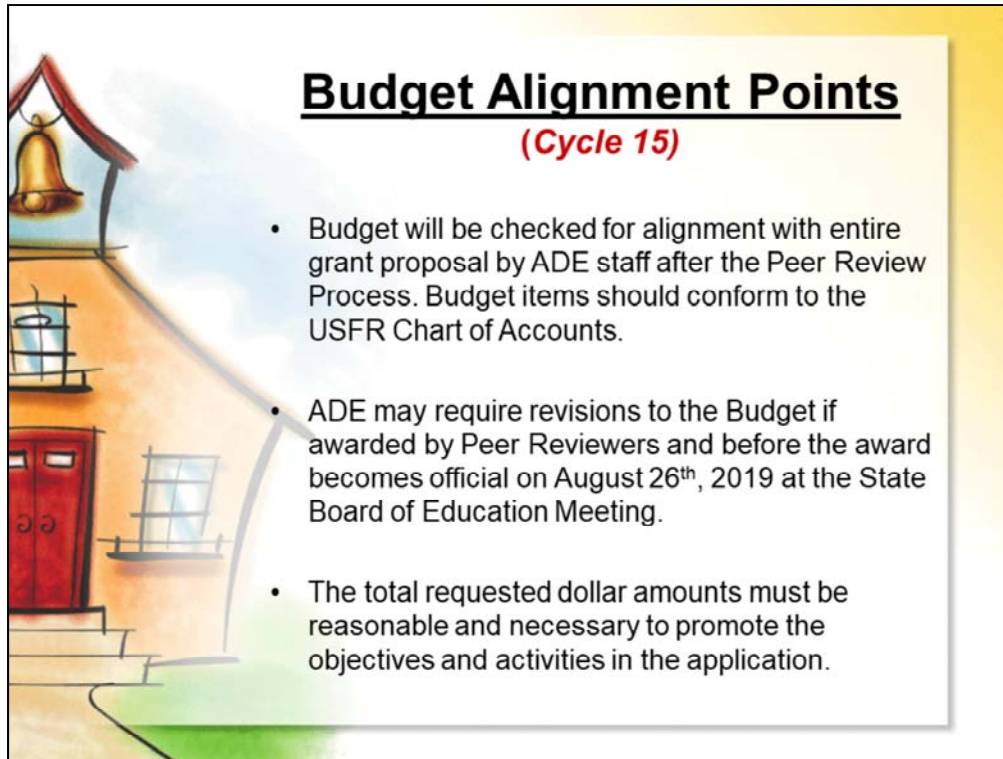 Budget Alignment Points
(Cycle 15)
• Budget will be checked for alignment with entire
grant proposal by ADE staff after the Peer Review
Process. Budget items should conform to the
USFR Chart of Accounts.
• ADE may require revisions to the Budget if
awarded by Peer Reviewers and before the award
becomes official on August 26th, 2019 at the State
Board of Education Meeting.
• The total requested dollar amounts must be
reasonable and necessary to promote the
objectives and activities in the application.